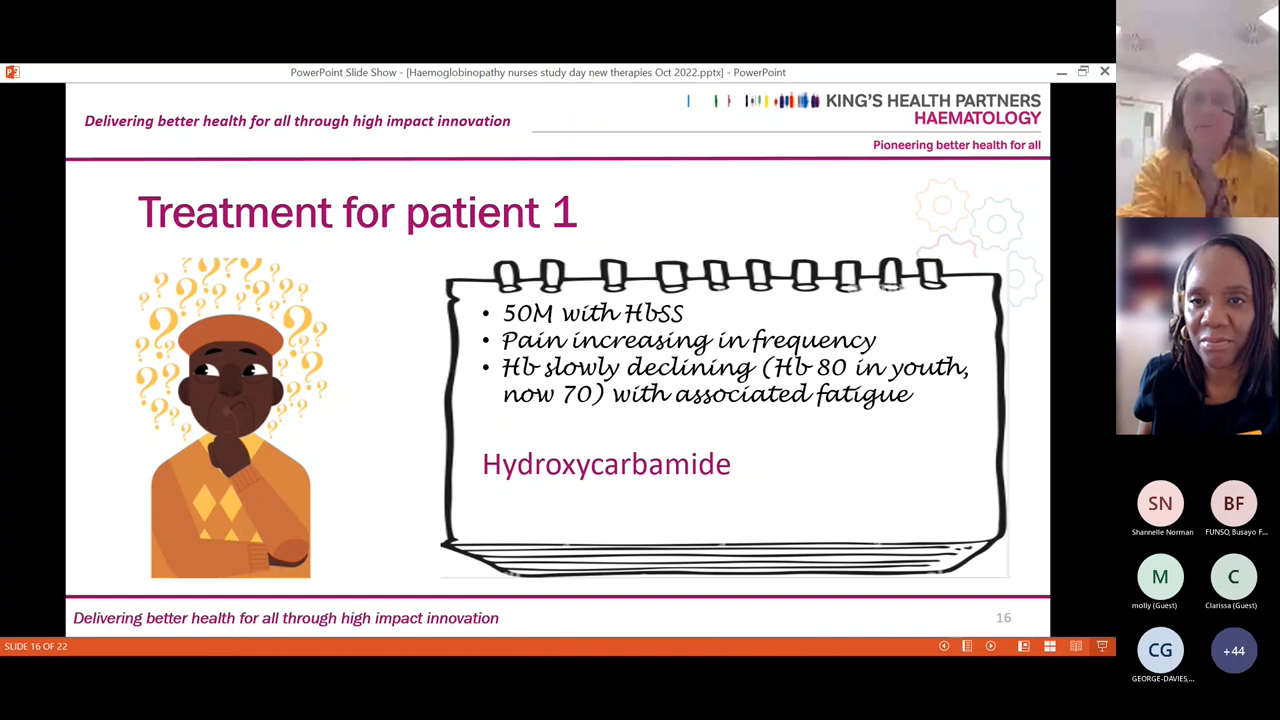 PowerPoint Slide Show - [Haemoglobinopathy nurses study day new therapies Oct 2022.pptx] - PowerPoint
Delivering better health for all through high impact innovation
KING'S HEALTH PARTNERS
HAEMATOLOGY
Pioneering better health for all
Treatment for patient 1
• 50M with HbSS
• Pain increasing in frequency
• Hb slowly declining (Hb 80 in youth,
now 70) with associated fatigue
Hydroxycarbamide
Delivering better health for all through high impact innovation
16
SLIDE 16 OF 22
SN
BF
Shannelle Norman
FUNSO, Busayo F...
M
C
molly (Guest)
Clarissa (Guest)
CG
+44
GEORGE-DAVIES,...